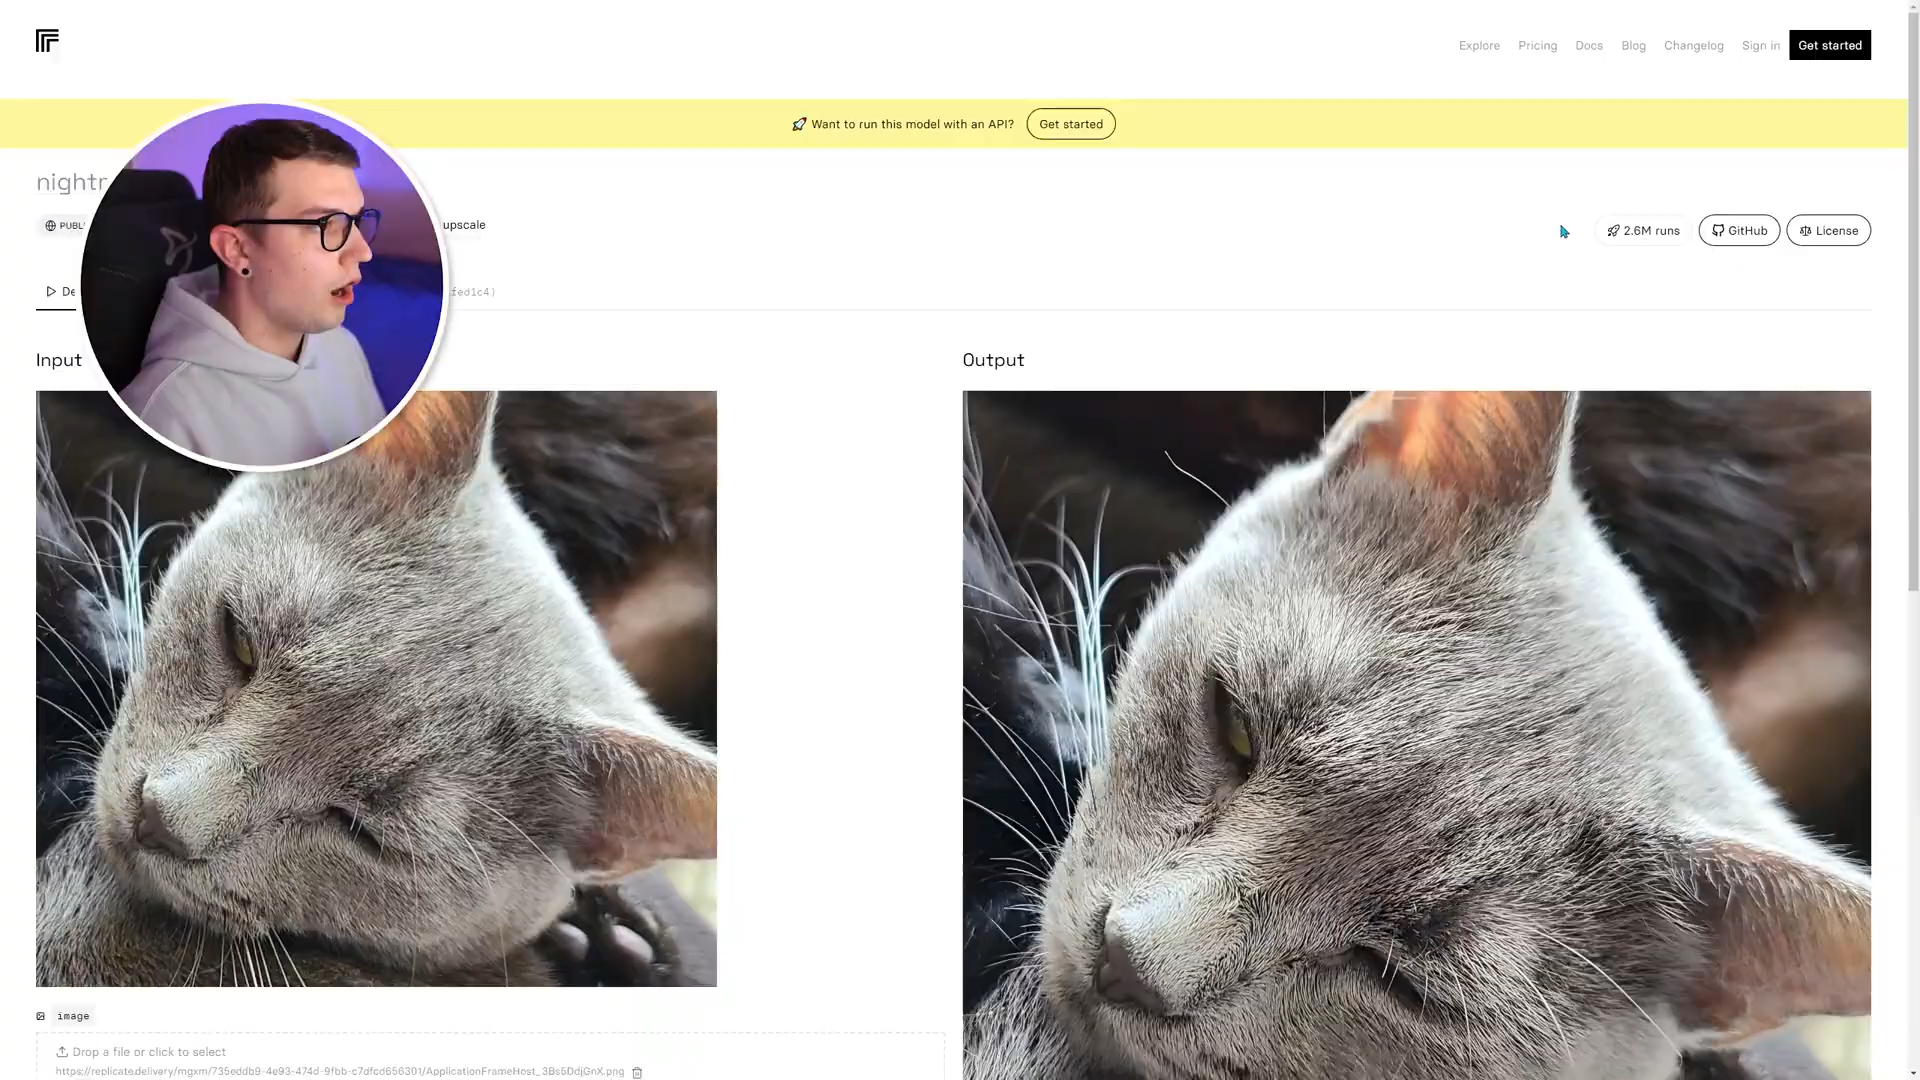 Explore Pricing Docs Blog Changelog Sign in Get started
🚀 Want to run this model with an API? Get started
nightr
PUBL upscale
2.6M runs GitHub License
De fed1c4)
Input
Output
image
Drop a file or click to select
https://replicate.delivery/mgxm/735eddb9-4e93-474d-9fbb-c7dfcd656301/ApplicationFrameHost_3Bs5DdjGnX.png